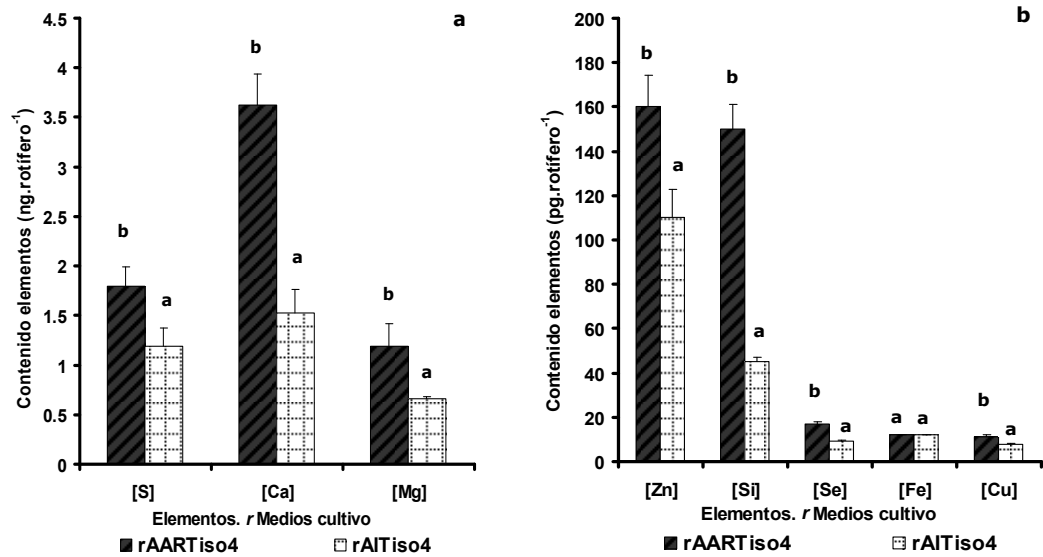 a
Contenido elementos (ng.rotífero-1)
4.5
4
3.5
3
2.5
2
1.5
1
0.5
0
b
a
b
a
b
a
[S] [Ca] [Mg]
Elementos. r Medios cultivo
rAARTiso4 rAITiso4
b
Contenido elementos (pg.rotífero-1)
200
180
160
140
120
100
80
60
40
20
0
b
a
b
a
b
a
a
a
b
a
[Zn] [Si] [Se] [Fe] [Cu]
Elementos. r Medios cultivo
rAARTiso4 rAITiso4